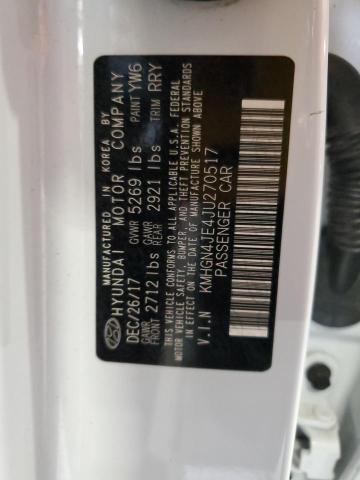 MANUFACTURED IN KOREA BY
HYUNDAI MOTOR COMPANY
DEC/26/17 GVWR 5269 lbs PAINT YW6
GAWR FRONT 2712 lbs GAWR REAR 2921 lbs TRIM RRY
THIS VEHICLE CONFORMS TO ALL APPLICABLE U.S.A. FEDERAL
MOTOR VEHICLE SAFETY, BUMPER, AND THEFT PREVENTION STANDARDS
IN EFFECT ON THE DATE OF MANUFACTURE SHOWN ABOVE
V.I.N KMHGN4JE4JU270517
PASSENGER CAR